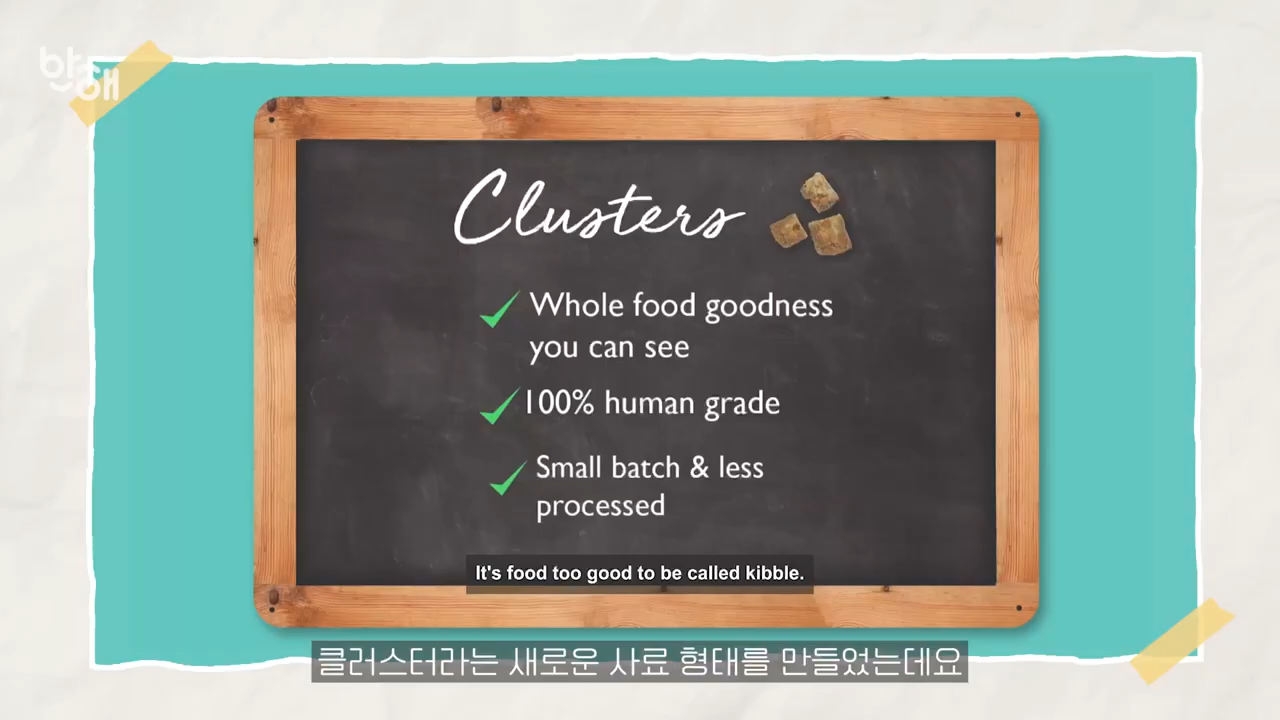 반해
Clusters
Whole food goodness
you can see
100% human grade
Small batch & less
processed
It's food too good to be called kibble.
클러스터라는 새로운 사료 형태를 만들었는데요